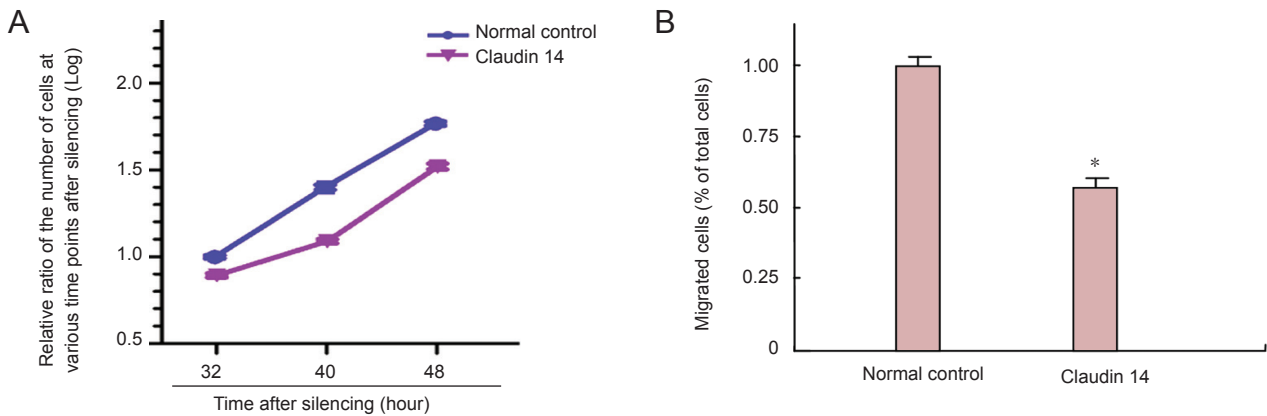 A
Relative ratio of the number of cells at
various time points after silencing (Log)
2.0
1.5
1.0
0.5
Normal control
Claudin 14
32 40 48
Time after silencing (hour)
B
Migrated cells (% of total cells)
1.00
0.75
0.50
0.25
0
*
Normal control
Claudin 14